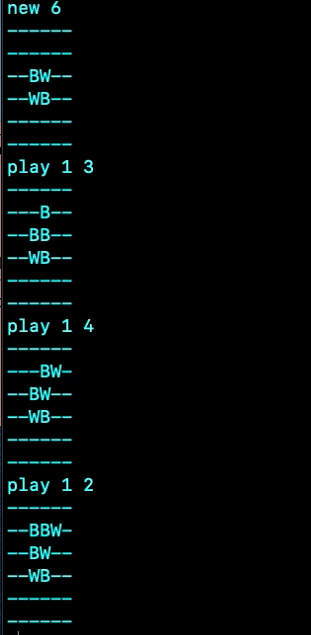 new 6
------
------
--BW--
--WB--
------
------
play 1 3
------
---B--
--BB--
--WB--
------
------
play 1 4
------
---BW-
--BW--
--WB--
------
------
play 1 2
------
--BBW-
--BW--
--WB--
------
------